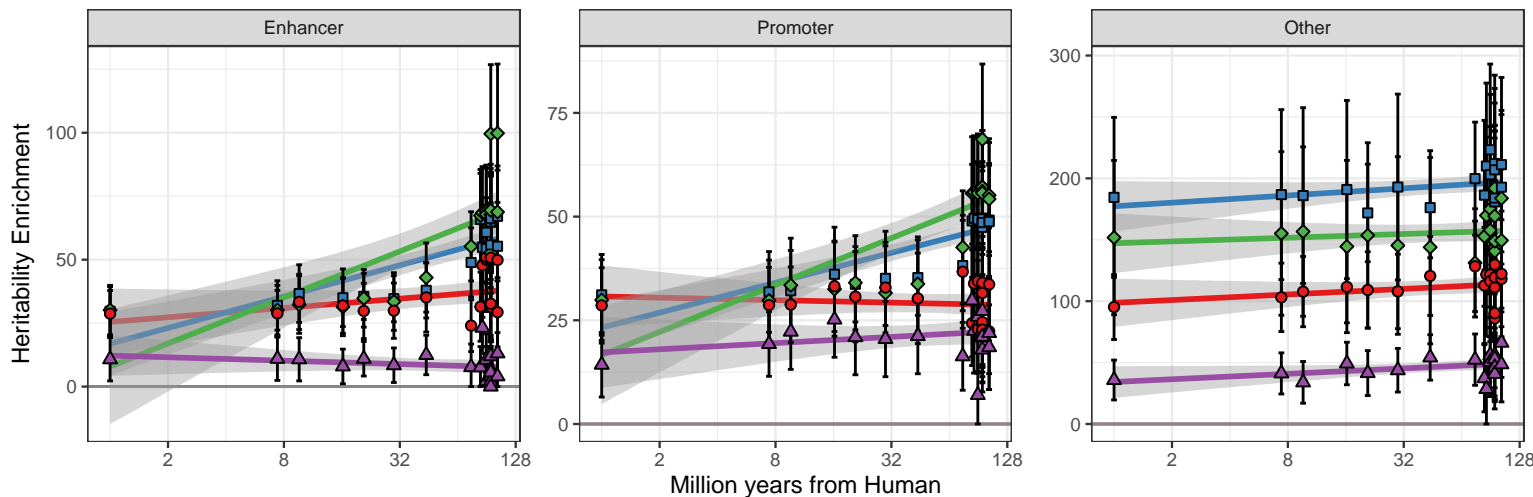 Enhancer Promoter Other
Heritability Enrichment
100
50
0
75
50
25
0
300
200
100
0
2 8 32 128 2 8 32 128 2 8 32 128
Million years from Human